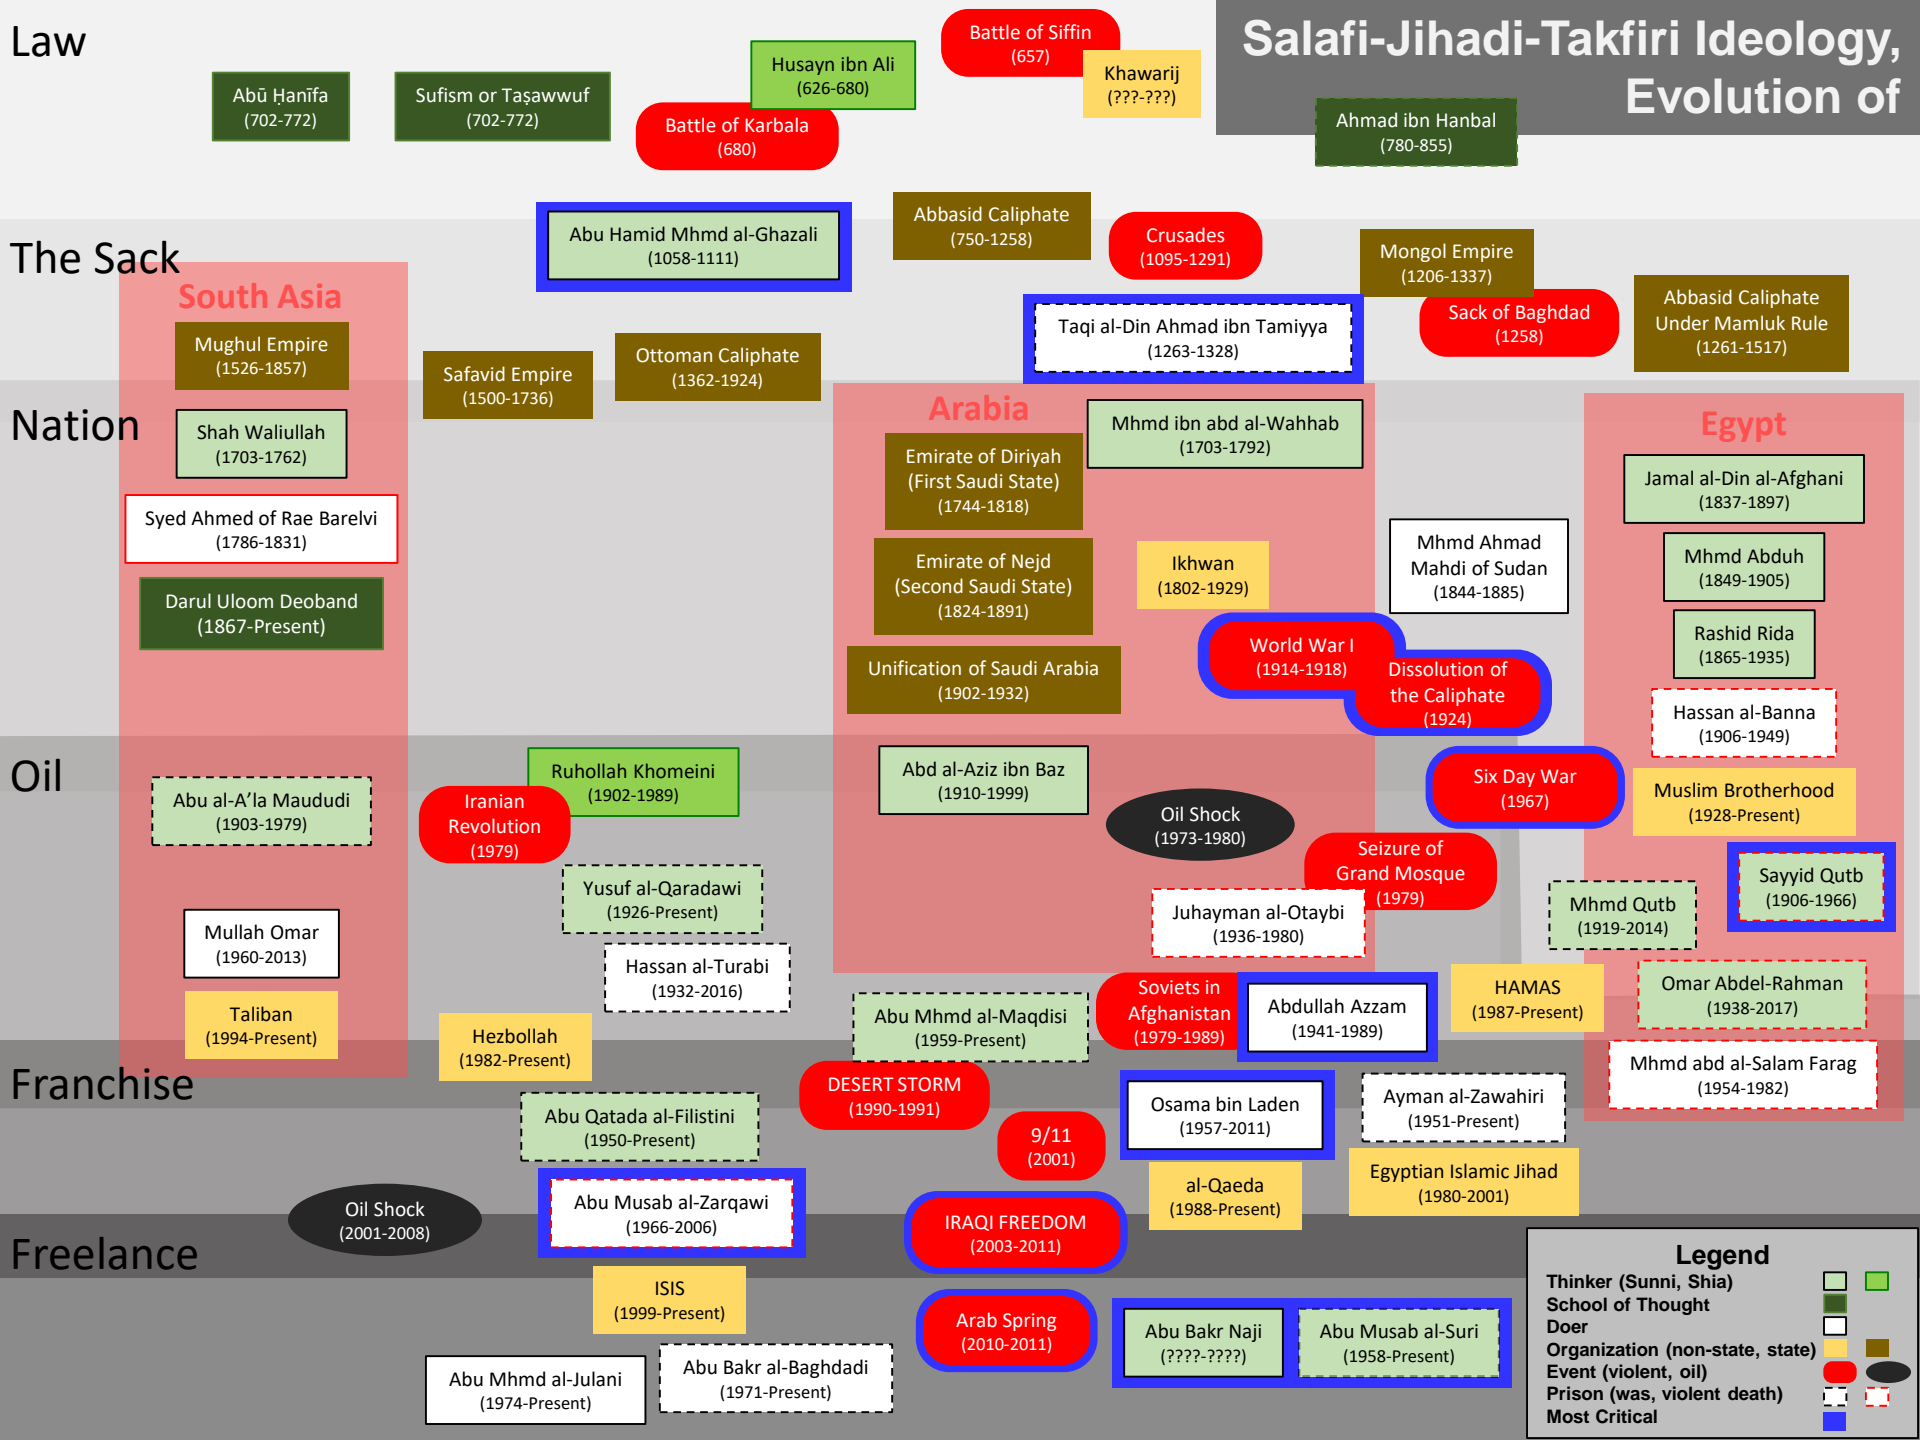 Salafi-Jihadi-Takfiri Ideology,
Evolution of
Law
Battle of Siffin
(657)
Husayn ibn Ali
(626-680)
Khawarij
(???-???)
Abū Ḥanīfa
(702-772)
Sufism or Taṣawwuf
(702-772)
Battle of Karbala
(680)
Ahmad ibn Hanbal
(780-855)
The Sack
Abu Hamid Mhmd al-Ghazali
(1058-1111)
Abbasid Caliphate
(750-1258)
Crusades
(1095-1291)
Mongol Empire
(1206-1337)
Sack of Baghdad
(1258)
Abbasid Caliphate
Under Mamluk Rule
(1261-1517)
Taqi al-Din Ahmad ibn Tamiyya
(1263-1328)
South Asia
Mughul Empire
(1526-1857)
Safavid Empire
(1500-1736)
Ottoman Caliphate
(1362-1924)
Nation
Shah Waliullah
(1703-1762)
Syed Ahmed of Rae Barelvi
(1786-1831)
Darul Uloom Deoband
(1867-Present)
Arabia
Mhmd ibn abd al-Wahhab
(1703-1792)
Emirate of Diriyah
(First Saudi State)
(1744-1818)
Emirate of Nejd
(Second Saudi State)
(1824-1891)
Ikhwan
(1802-1929)
Mhmd Ahmad
Mahdi of Sudan
(1844-1885)
Unification of Saudi Arabia
(1902-1932)
World War I
(1914-1918)
Dissolution of
the Caliphate
(1924)
Egypt
Jamal al-Din al-Afghani
(1837-1897)
Mhmd Abduh
(1849-1905)
Rashid Rida
(1865-1935)
Hassan al-Banna
(1906-1949)
Oil
Abu al-A’la Maududi
(1903-1979)
Ruhollah Khomeini
(1902-1989)
Iranian
Revolution
(1979)
Abd al-Aziz ibn Baz
(1910-1999)
Oil Shock
(1973-1980)
Six Day War
(1967)
Muslim Brotherhood
(1928-Present)
Seizure of
Grand Mosque
(1979)
Juhayman al-Otaybi
(1936-1980)
Sayyid Qutb
(1906-1966)
Mhmd Qutb
(1919-2014)
Yusuf al-Qaradawi
(1926-Present)
Hassan al-Turabi
(1932-2016)
Mullah Omar
(1960-2013)
Taliban
(1994-Present)
Hezbollah
(1982-Present)
Abu Mhmd al-Maqdisi
(1959-Present)
Soviets in
Afghanistan
(1979-1989)
Abdullah Azzam
(1941-1989)
HAMAS
(1987-Present)
Omar Abdel-Rahman
(1938-2017)
Mhmd abd al-Salam Farag
(1954-1982)
Franchise
DESERT STORM
(1990-1991)
Abu Qatada al-Filistini
(1950-Present)
9/11
(2001)
Osama bin Laden
(1957-2011)
Ayman al-Zawahiri
(1951-Present)
al-Qaeda
(1988-Present)
Egyptian Islamic Jihad
(1980-2001)
Oil Shock
(2001-2008)
Abu Musab al-Zarqawi
(1966-2006)
IRAQI FREEDOM
(2003-2011)
Freelance
ISIS
(1999-Present)
Arab Spring
(2010-2011)
Abu Bakr Naji
(????-????)
Abu Musab al-Suri
(1958-Present)
Abu Mhmd al-Julani
(1974-Present)
Abu Bakr al-Baghdadi
(1971-Present)
Legend
Thinker (Sunni, Shia)
School of Thought
Doer
Organization (non-state, state)
Event (violent, oil)
Prison (was, violent death)
Most Critical